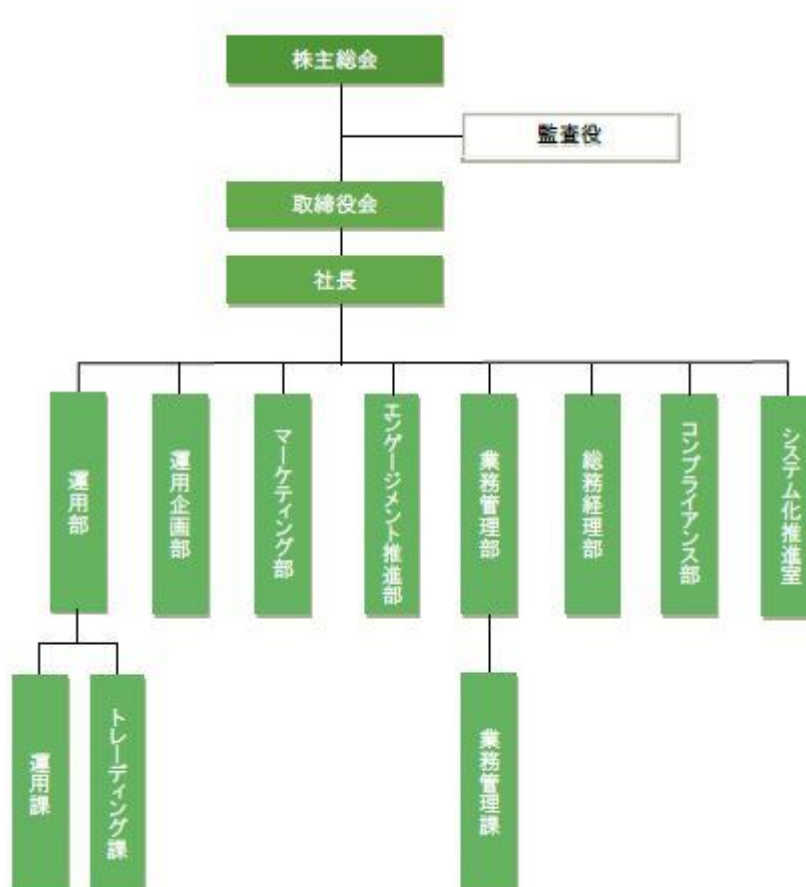 株主総会
監査役
取締役会
社長
運用部
運用企画部
マーケティング部
エンゲージメント推進部
業務管理部
総務経理部
コンプライアンス部
システム化推進室
運用課
トレーディング課
業務管理課